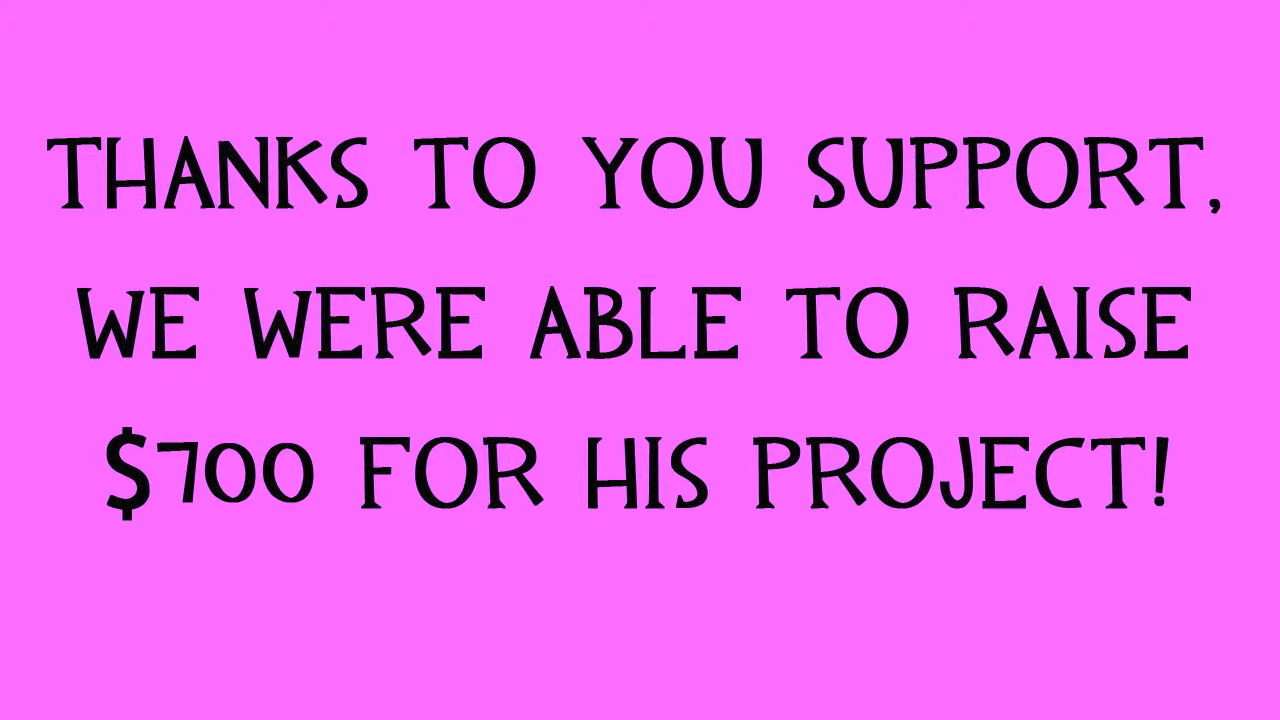 THANKS TO YOU SUPPORT,
WE WERE ABLE TO RAISE
$700 FOR HIS PROJECT!